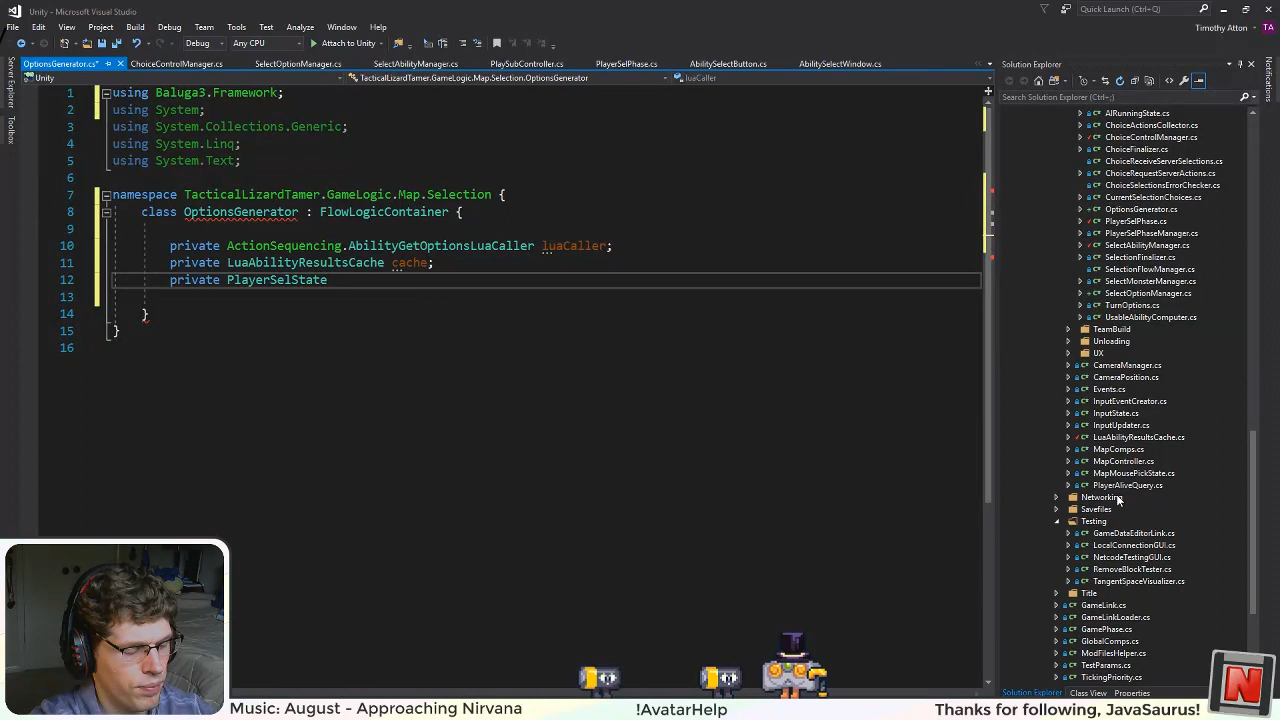 Unity - Microsoft Visual Studio
Quick Launch (Ctrl+;)
File Edit View Project Build Debug Team Tools Test Analyze Window Help
Timothy Atton TA
Debug Any CPU Attach to Unity
OptionsGenerator.cs* ChoiceControlManager.cs SelectOptionManager.cs SelectAbilityManager.cs PlaySubController.cs PlayerSelPhase.cs AbilitySelectButton.cs AbilitySelectWindow.cs
Unity TacticalLizardTamer.GameLogic.Map.Selection.OptionsGenerator luaCaller
Server Explorer
Toolbox
Notifications
1 using Baluga3.Framework;
2 using System;
3 using System.Collections.Generic;
4 using System.Linq;
5 using System.Text;
6
7 namespace TacticalLizardTamer.GameLogic.Map.Selection {
8 class OptionsGenerator : FlowLogicContainer {
9
10 private ActionSequencing.AbilityGetOptionsLuaCaller luaCaller;
11 private LuaAbilityResultsCache cache;
12 private PlayerSelState
13
14 }
15 }
16
Solution Explorer
Search Solution Explorer (Ctrl+;)
AIRunningState.cs
ChoiceActionsCollector.cs
ChoiceControlManager.cs
ChoiceFinalizer.cs
ChoiceReceiveServerSelections.cs
ChoiceRequestServerActions.cs
ChoiceSelectionsErrorChecker.cs
CurrentSelectionChoices.cs
OptionsGenerator.cs
PlayerSelPhase.cs
PlayerSelPhaseManager.cs
SelectAbilityManager.cs
SelectionFinalizer.cs
SelectionFlowManager.cs
SelectMonsterManager.cs
SelectOptionManager.cs
TurnOptions.cs
UsableAbilityComputer.cs
TeamBuild
Unloading
UX
CameraManager.cs
CameraPosition.cs
Events.cs
InputEventCreator.cs
InputState.cs
InputUpdater.cs
LuaAbilityResultsCache.cs
MapComps.cs
MapController.cs
MapMousePickState.cs
PlayerAliveQuery.cs
Networking
Savefiles
Testing
GameDataEditorLink.cs
LocalConnectionGUI.cs
NetcodeTestingGUI.cs
RemoveBlockTester.cs
TangentSpaceVisualizer.cs
Title
GameLink.cs
GameLinkLoader.cs
GamePhase.cs
GlobalComps.cs
ModFilesHelper.cs
TestParams.cs
TickingPriority.cs
Solution Explorer Class View Properties
N
Music: August - Approaching Nirvana
!AvatarHelp
Thanks for following, JavaSaurus!